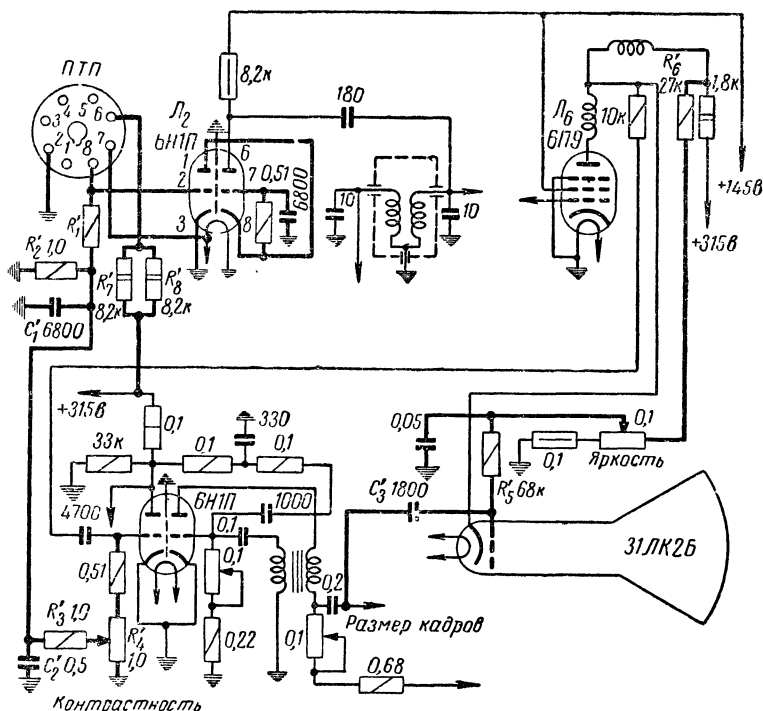 ПТП
4 5
3 6
2 7
1 8
8,2к
Л₂
6Н1П
1 6
2 7
3 8
0,51
6800
180
10
10
R′₆
27к
1,8к
10к
Л₆
6П9
+145в
+315в
R′₁
R′₂ 1,0
C′₁ 6800
R′₇
8,2к
R′₈
8,2к
+315в
0,1
33к
0,1
330
0,1
4700
6Н1П
1000
0,1
0,1
0,51
0,22
R′₃ 1,0
R′₄
1,0
C′₂ 0,5
Контрастность
0,2
0,1
Размер кадров
0,68
0,05
0,1
0,1
Яркость
R′₅ 68к
C′₃ 1800
31ЛК2Б